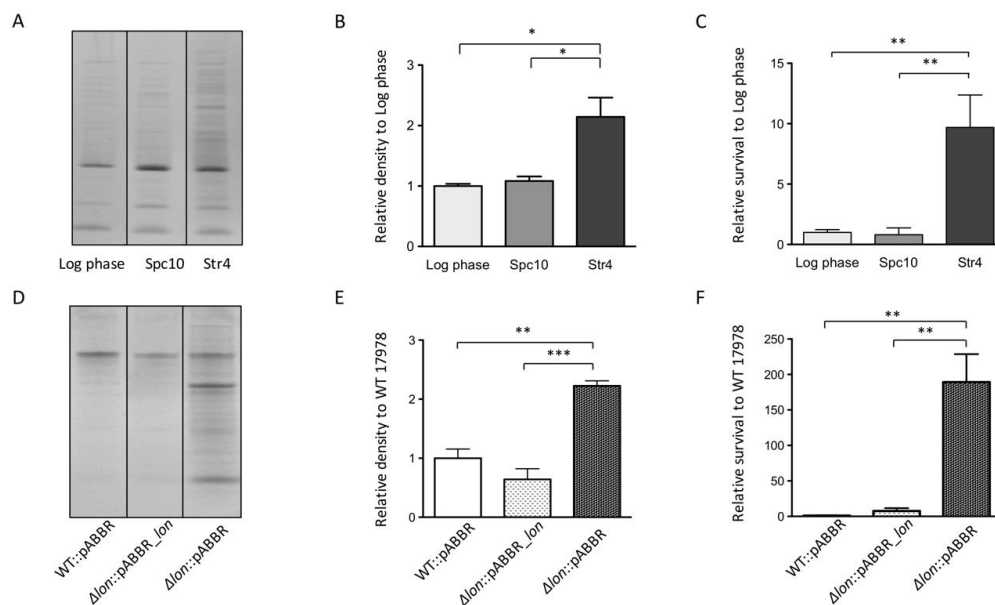 A
Log phase Spc10 Str4
B
Relative density to Log phase
3
2
1
0
*
*
Log phase Spc10 Str4
C
Relative survival to Log phase
15
10
5
0
**
**
Log phase Spc10 Str4
D
WT::pABBR Δlon::pABBR_lon Δlon::pABBR
E
Relative density to WT 17978
3
2
1
0
**
***
WT::pABBR Δlon::pABBR_lon Δlon::pABBR
F
Relative survival to WT 17978
250
200
150
100
50
0
**
**
WT::pABBR Δlon::pABBR_lon Δlon::pABBR